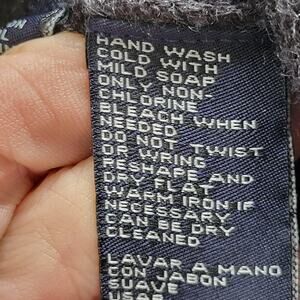 HAND WASH
COLD WITH
MILD SOAP
ONLY NON-
CHLORINE
BLEACH WHEN
NEEDED
DO NOT TWIST
OR WRING
RESHAPE AND
DRY FLAT
WARM IRON IF
NECESSARY
CAN BE DRY
CLEANED
LAVAR A MANO
CON JABON
SUAVE
USAR